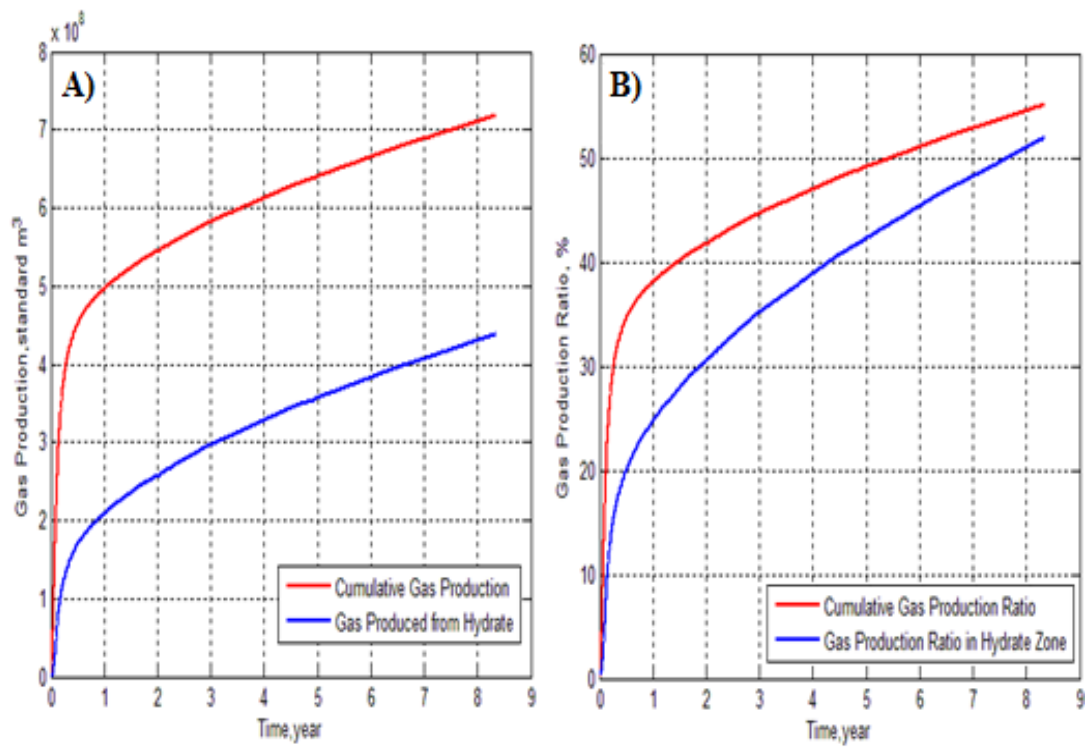 x 10⁸
A)
Gas Production,standard m³
8
7
6
5
4
3
2
1
0
0 1 2 3 4 5 6 7 8 9
Time,year
Cumulative Gas Production
Gas Produced from Hydrate
B)
Gas Production Ratio, %
60
50
40
30
20
10
0
0 1 2 3 4 5 6 7 8 9
Time,year
Cumulative Gas Production Ratio
Gas Production Ratio in Hydrate Zone